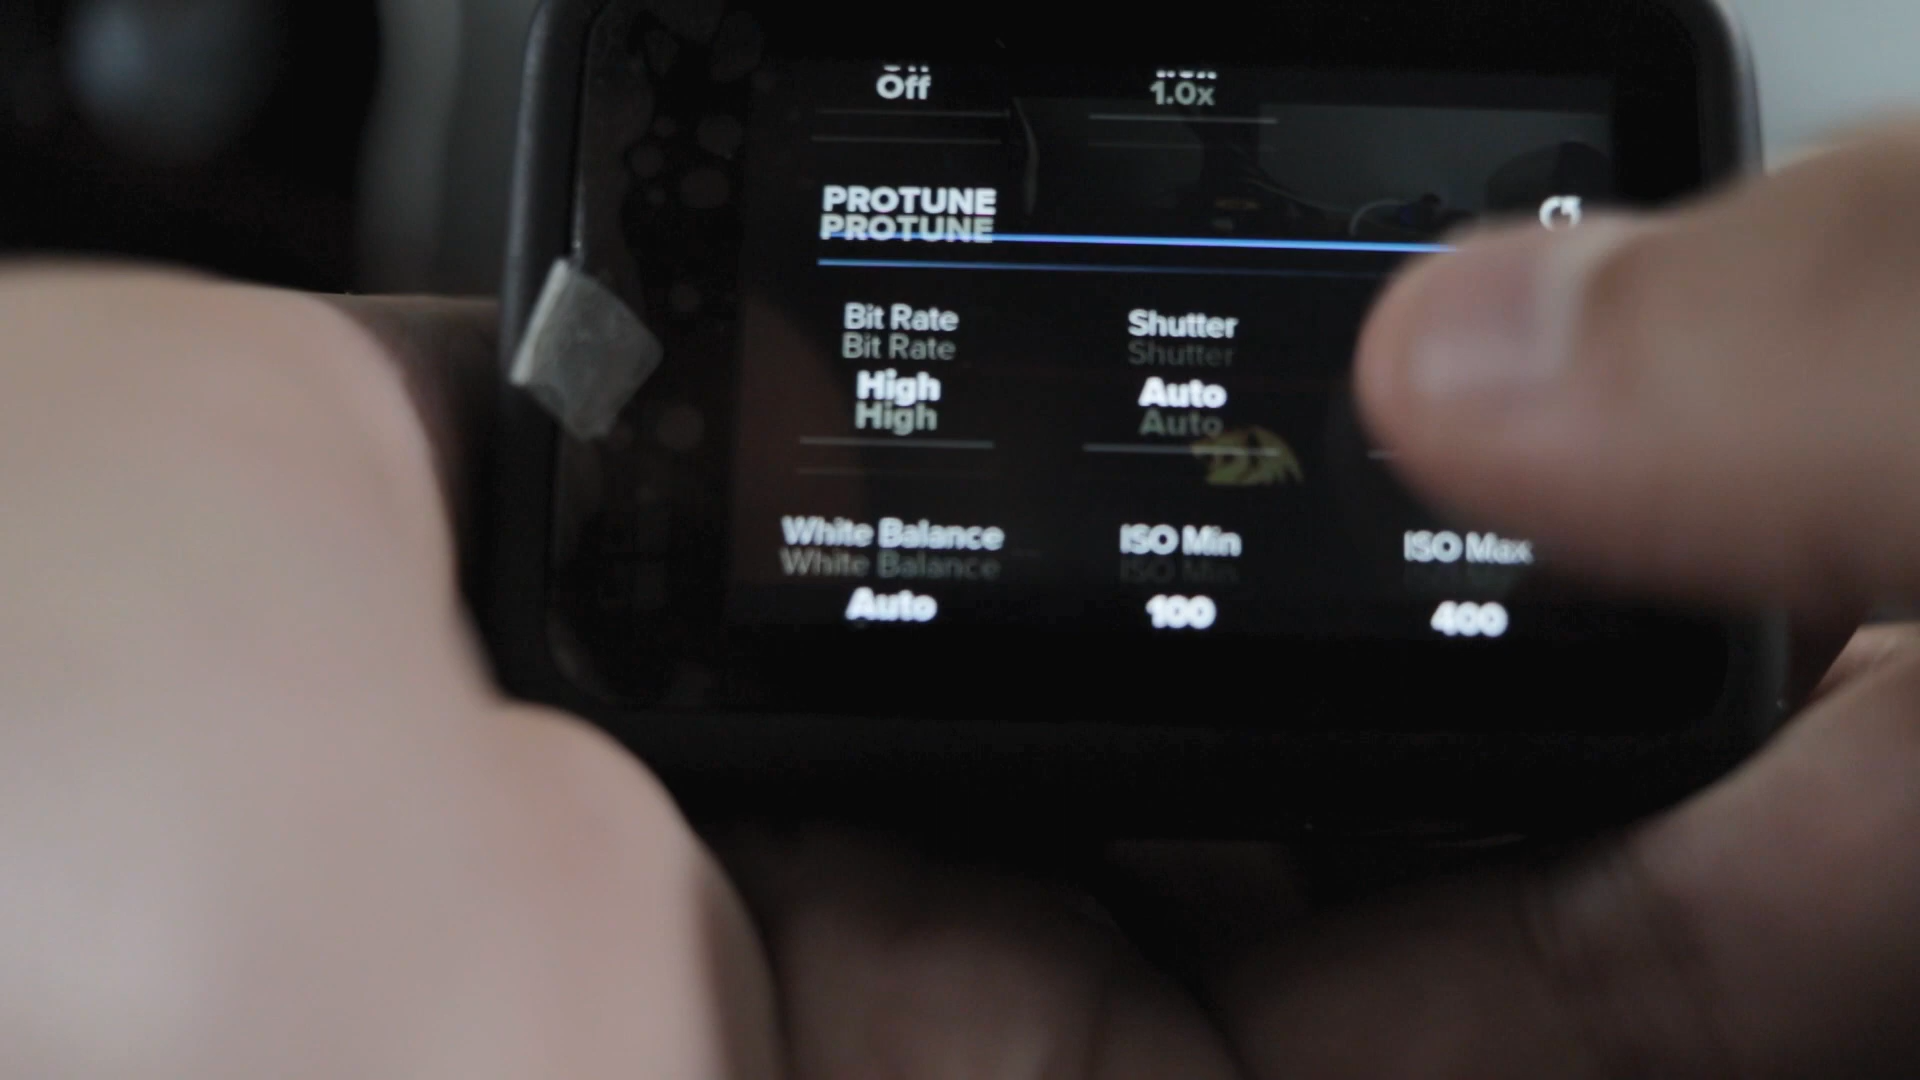 Off
1.0x
PROTUNE
PROTUNE
Bit Rate
Bit Rate
Shutter
Shutter
High
High
Auto
Auto
White Balance
White Balance
ISO Min
ISO Min
ISO Max
Auto
100
400